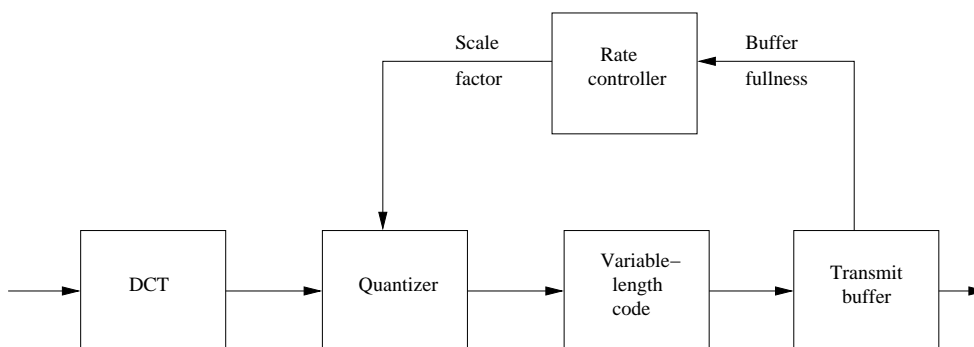 Scale
factor
Rate
controller
Buffer
fullness
DCT
Quantizer
Variable–
length
code
Transmit
buffer